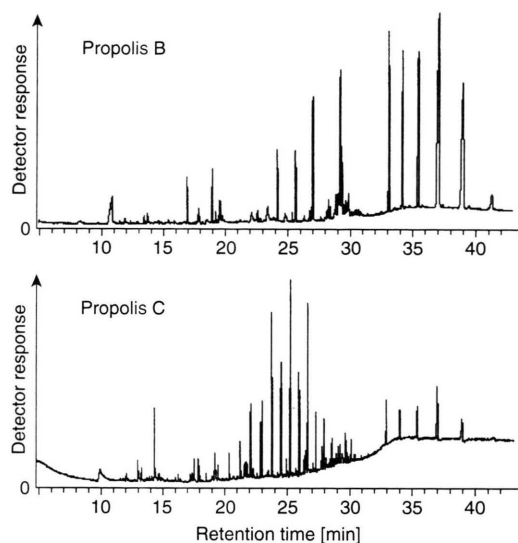 Propolis B
Detector response
0
10 15 20 25 30 35 40
Propolis C
Detector response
0
10 15 20 25 30 35 40
Retention time [min]